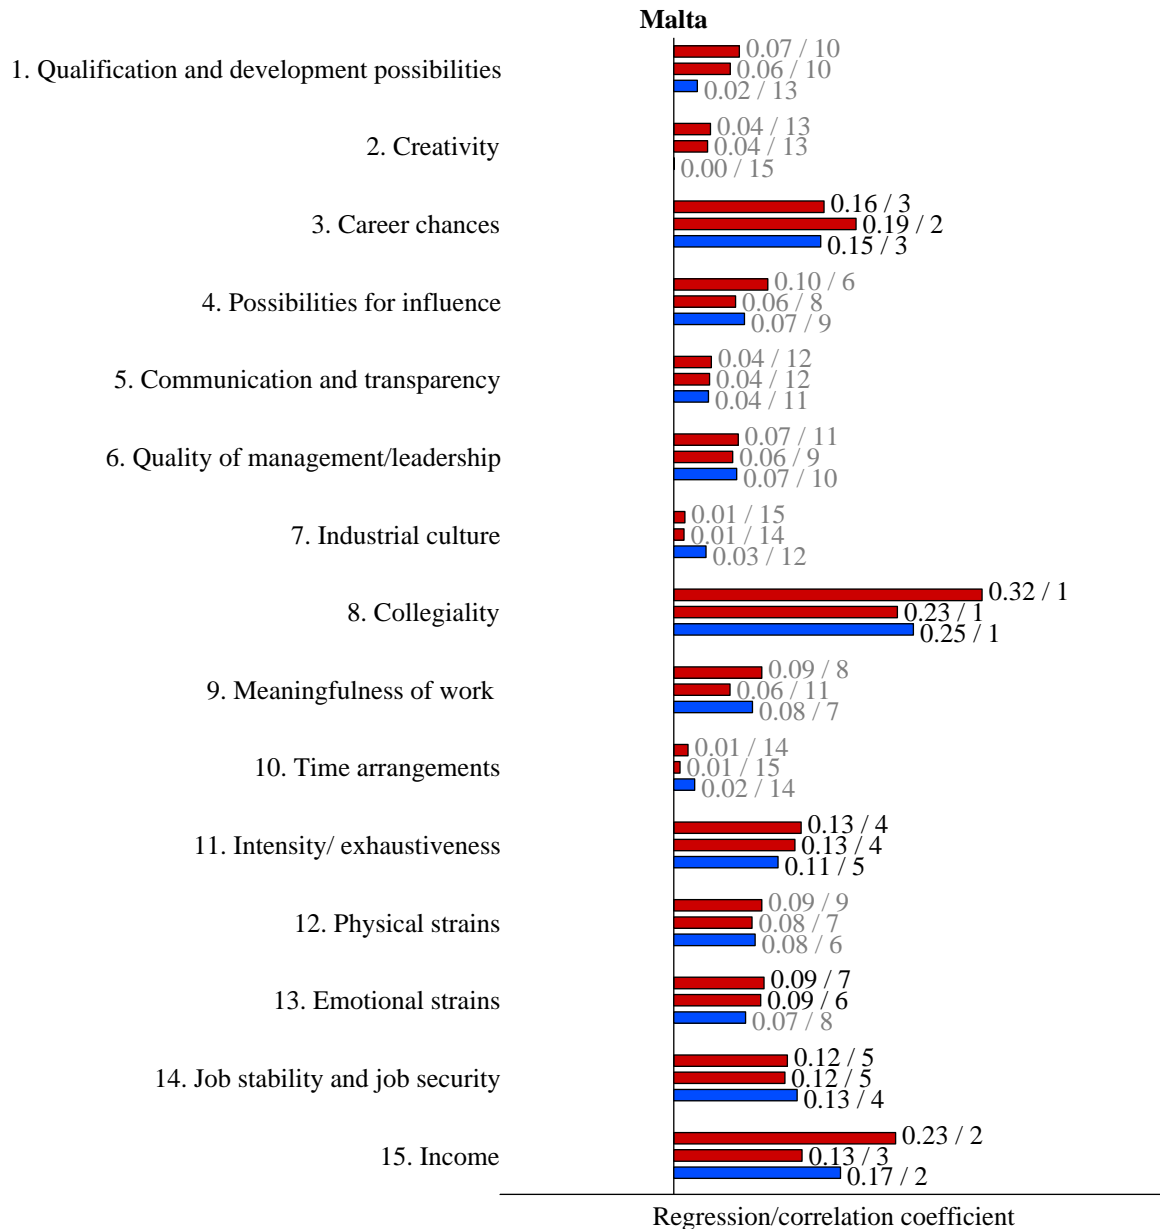 Malta
1. Qualification and development possibilities
0.07 / 10
0.06 / 10
0.02 / 13
2. Creativity
0.04 / 13
0.04 / 13
0.00 / 15
3. Career chances
0.16 / 3
0.19 / 2
0.15 / 3
4. Possibilities for influence
0.10 / 6
0.06 / 8
0.07 / 9
5. Communication and transparency
0.04 / 12
0.04 / 12
0.04 / 11
6. Quality of management/leadership
0.07 / 11
0.06 / 9
0.07 / 10
7. Industrial culture
0.01 / 15
0.01 / 14
0.03 / 12
8. Collegiality
0.32 / 1
0.23 / 1
0.25 / 1
9. Meaningfulness of work
0.09 / 8
0.06 / 11
0.08 / 7
10. Time arrangements
0.01 / 14
0.01 / 15
0.02 / 14
11. Intensity/ exhaustiveness
0.13 / 4
0.13 / 4
0.11 / 5
12. Physical strains
0.09 / 9
0.08 / 7
0.08 / 6
13. Emotional strains
0.09 / 7
0.09 / 6
0.07 / 8
14. Job stability and job security
0.12 / 5
0.12 / 5
0.13 / 4
15. Income
0.23 / 2
0.13 / 3
0.17 / 2
Regression/correlation coefficient